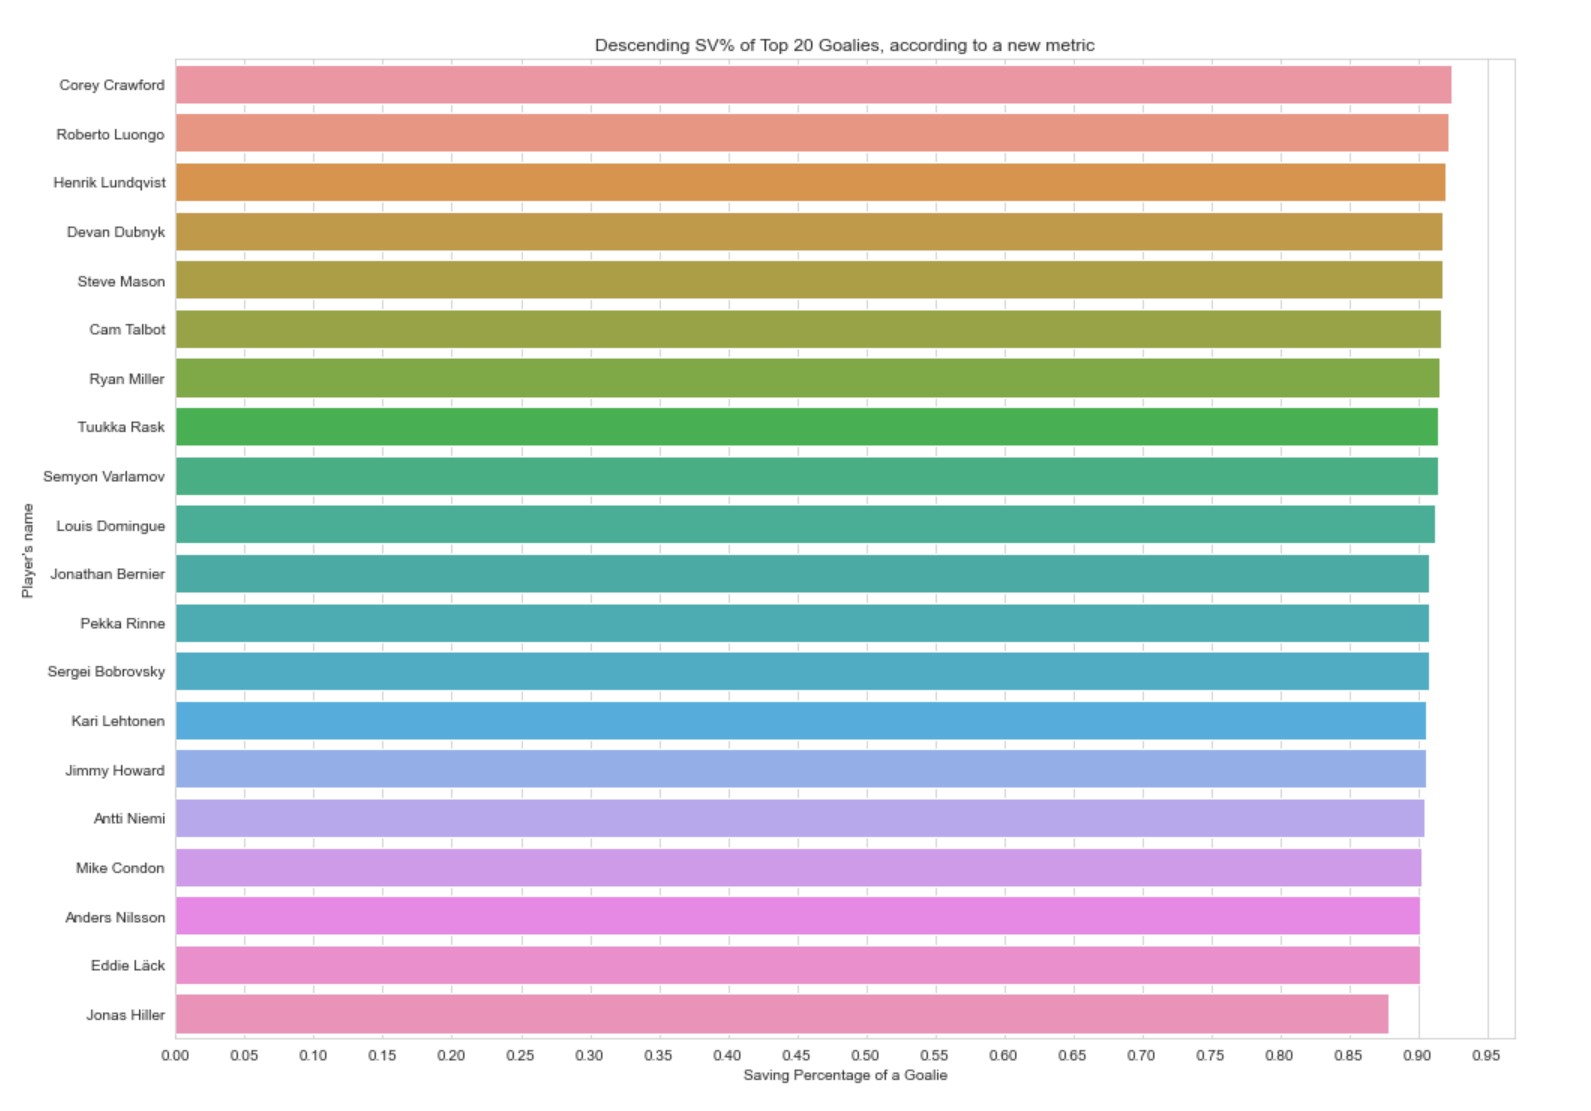 Descending SV% of Top 20 Goalies, according to a new metric
Player's name
Corey Crawford
Roberto Luongo
Henrik Lundqvist
Devan Dubnyk
Steve Mason
Cam Talbot
Ryan Miller
Tuukka Rask
Semyon Varlamov
Louis Domingue
Jonathan Bernier
Pekka Rinne
Sergei Bobrovsky
Kari Lehtonen
Jimmy Howard
Antti Niemi
Mike Condon
Anders Nilsson
Eddie Läck
Jonas Hiller
0.00 0.05 0.10 0.15 0.20 0.25 0.30 0.35 0.40 0.45 0.50 0.55 0.60 0.65 0.70 0.75 0.80 0.85 0.90 0.95
Saving Percentage of a Goalie